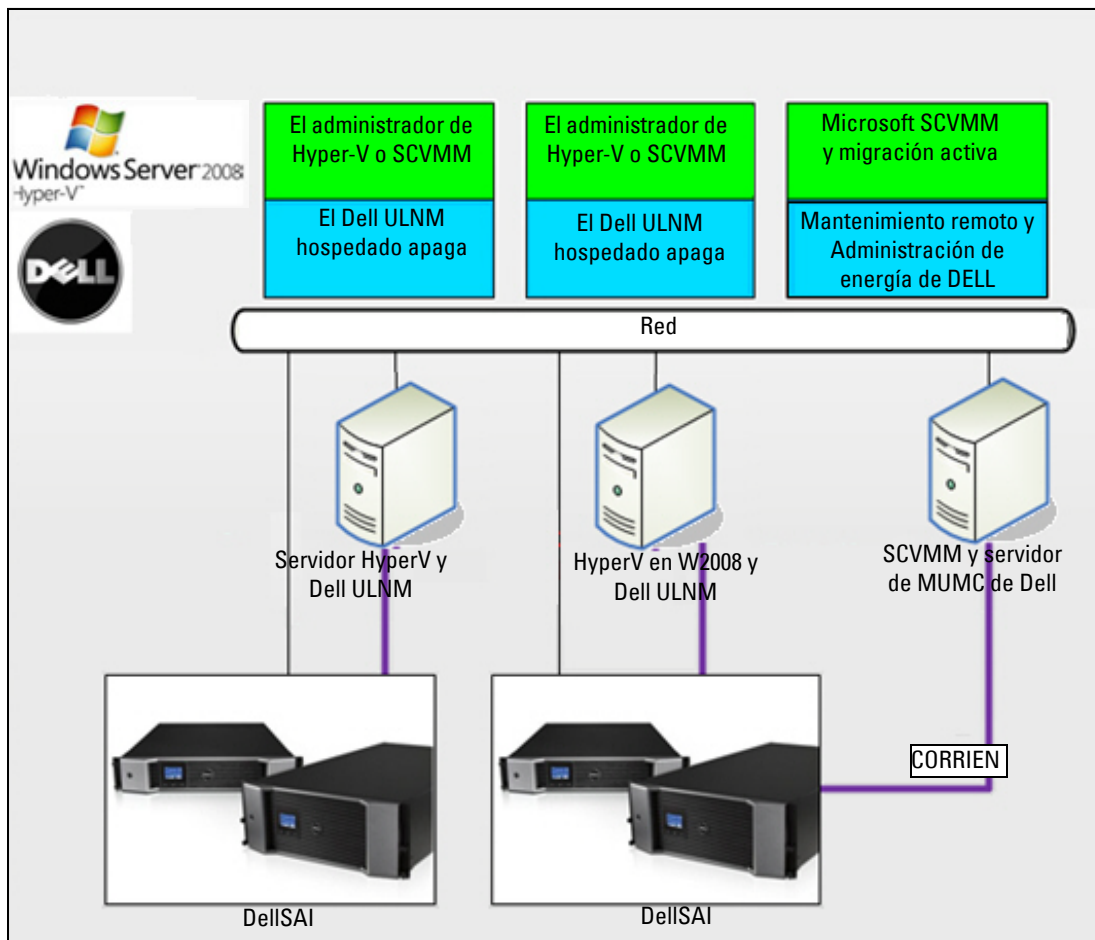 Windows Server 2008
Hyper-V
DELL
El administrador de
Hyper-V o SCVMM
El Dell ULNM
hospedado apaga
El administrador de
Hyper-V o SCVMM
El Dell ULNM
hospedado apaga
Microsoft SCVMM
y migración activa
Mantenimiento remoto y
Administración de
energía de DELL
Red
Servidor HyperV y
Dell ULNM
HyperV en W2008 y
Dell ULNM
SCVMM y servidor
de MUMC de Dell
CORRIEN
DellSAI
DellSAI